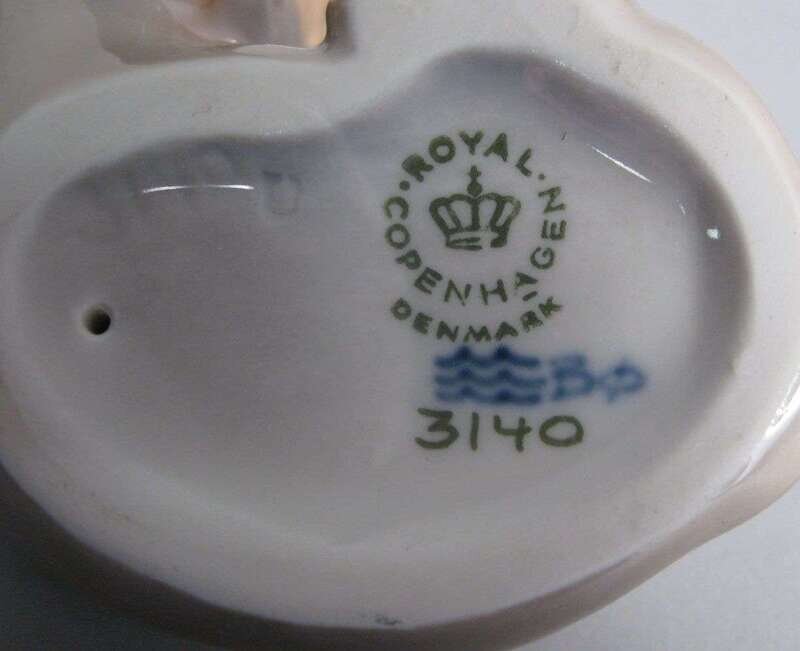 ROYAL·
COPENHAGEN
DENMARK
3140